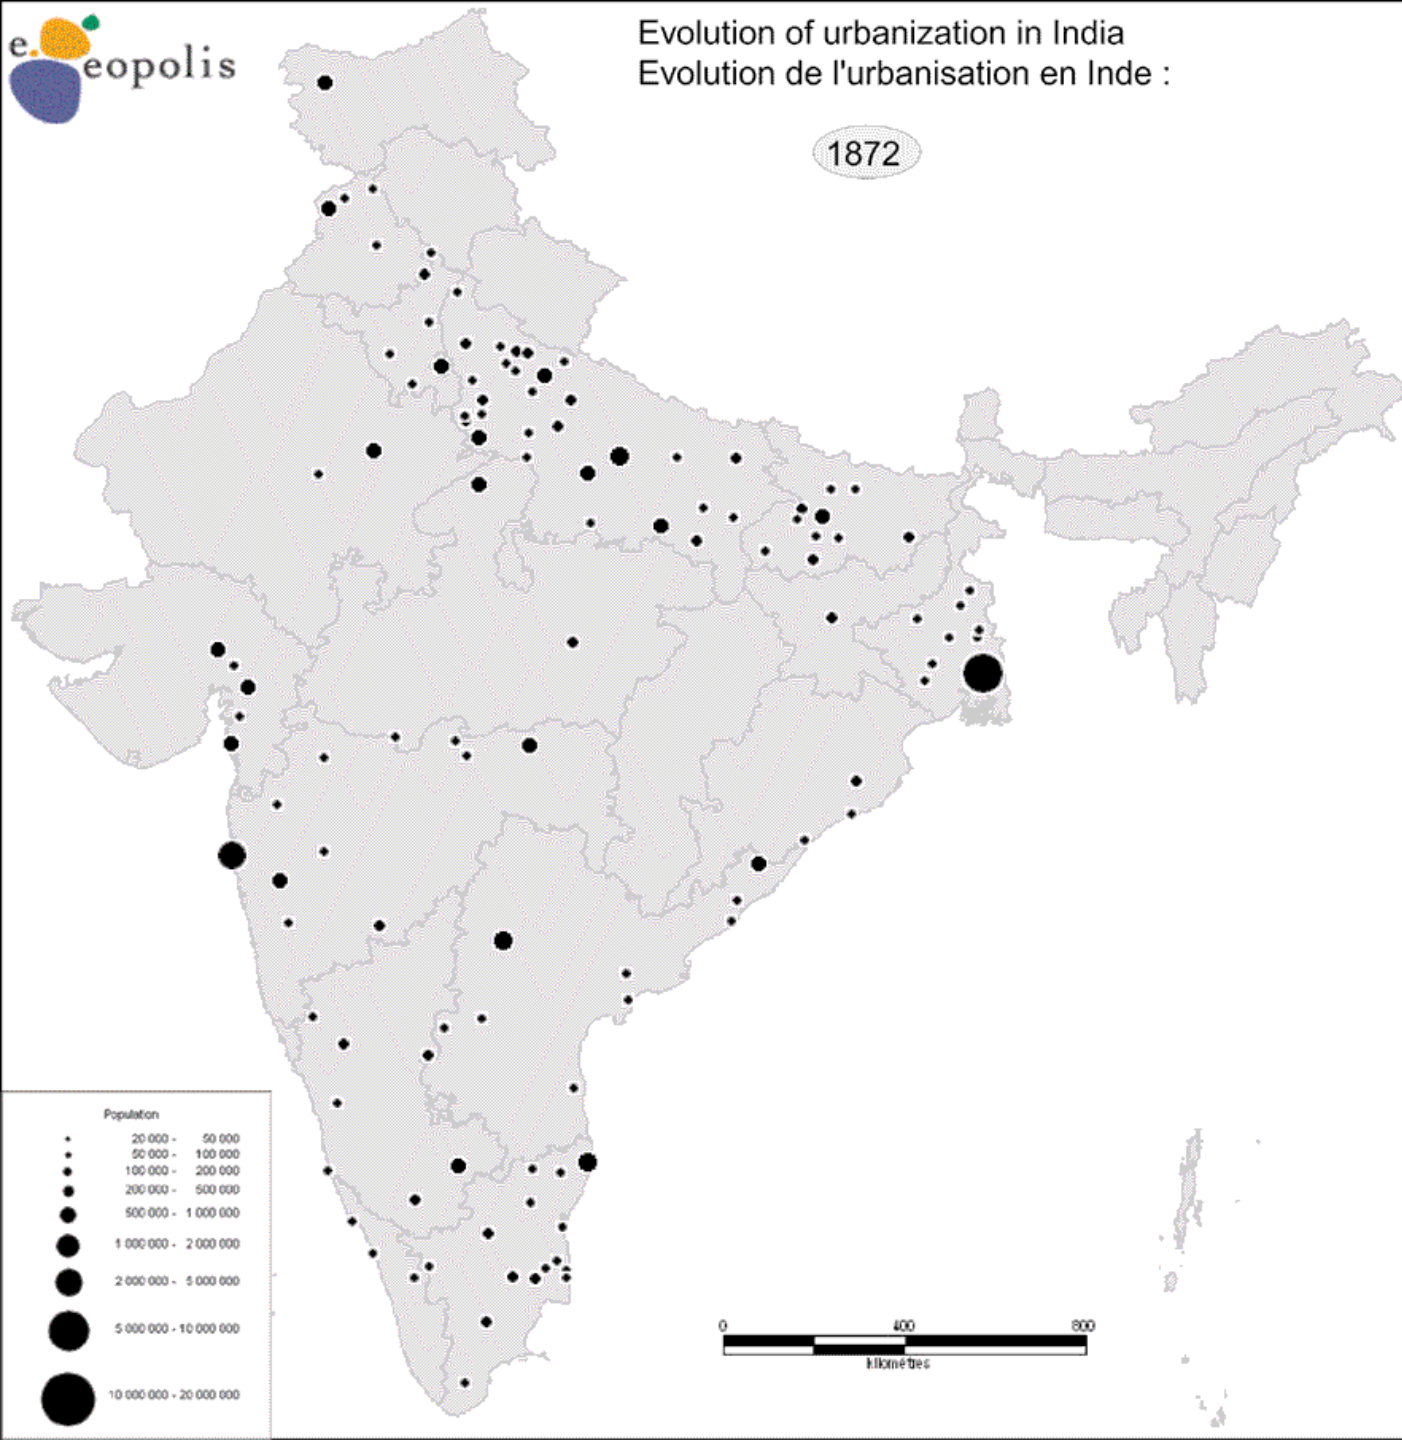 e.
eopolis
Evolution of urbanization in India
Evolution de l'urbanisation en Inde :
1872
Population
20 000 - 50 000
50 000 - 100 000
100 000 - 200 000
200 000 - 500 000
500 000 - 1 000 000
1 000 000 - 2 000 000
2 000 000 - 5 000 000
5 000 000 - 10 000 000
10 000 000 - 20 000 000
0 400 800
kilomètres